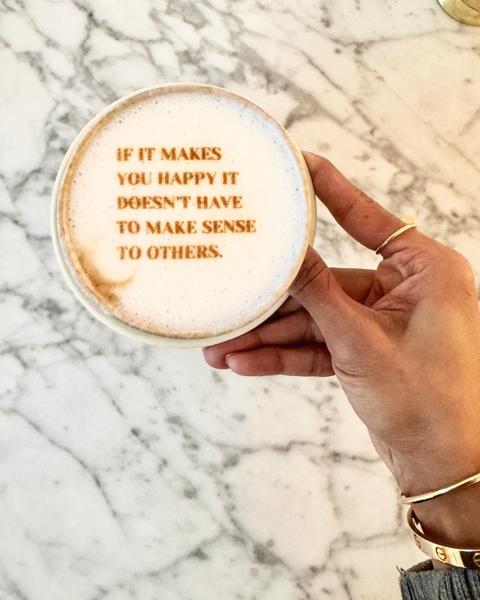 IF IT MAKES
YOU HAPPY IT
DOESN'T HAVE
TO MAKE SENSE
TO OTHERS.